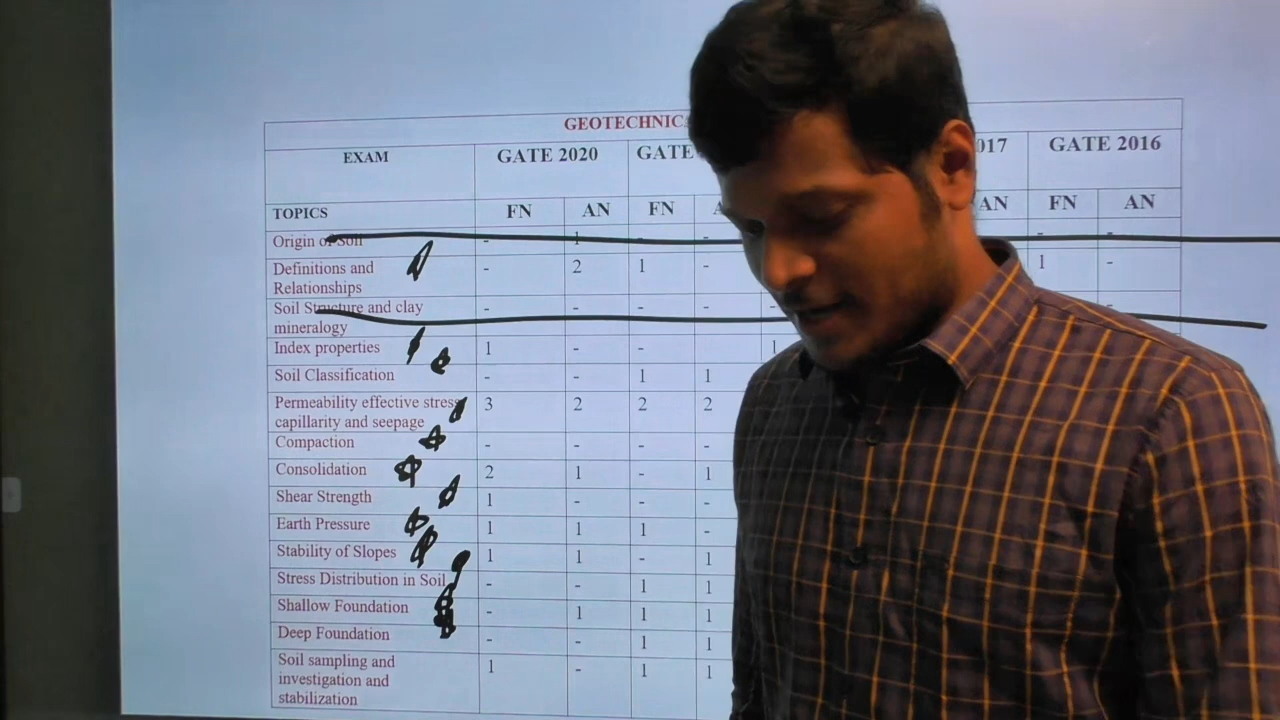 GEOTECHNIC
EXAM GATE 2020 GATE 017 GATE 2016
TOPICS FN AN FN A AN FN AN
Origin of Soil - 1 - - - -
Definitions and - 2 1 - 1 -
Relationships
Soil Structure and clay - - - - - -
mineralogy
Index properties 1 - - 1
Soil Classification - - 1 1
Permeability effective stress 3 2 2 2
capillarity and seepage
Compaction - - - -
Consolidation 2 1 - 1
Shear Strength 1 - - -
Earth Pressure 1 1 1 -
Stability of Slopes 1 1 - 1
Stress Distribution in Soil - - 1 1
Shallow Foundation - 1 1 1
Deep Foundation - - 1 1
Soil sampling and 1 - 1 1
investigation and
stabilization